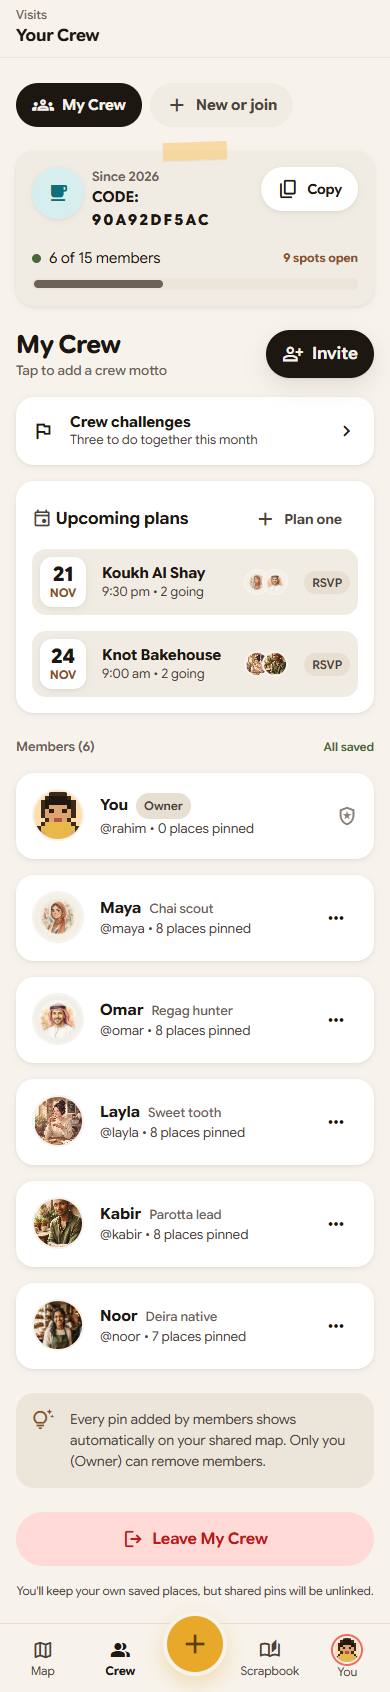 Visits
Your Crew
My Crew
New or join
Since 2026
CODE:
90A92DF5AC
Copy
6 of 15 members
9 spots open
My Crew
Tap to add a crew motto
Invite
Crew challenges
Three to do together this month
Upcoming plans
Plan one
21
NOV
Koukh Al Shay
9:30 pm • 2 going
RSVP
24
NOV
Knot Bakehouse
9:00 am • 2 going
RSVP
Members (6)
All saved
You Owner
@rahim • 0 places pinned
Maya Chai scout
@maya • 8 places pinned
Omar Regag hunter
@omar • 8 places pinned
Layla Sweet tooth
@layla • 8 places pinned
Kabir Parotta lead
@kabir • 8 places pinned
Noor Deira native
@noor • 7 places pinned
Every pin added by members shows
automatically on your shared map. Only you
(Owner) can remove members.
Leave My Crew
You'll keep your own saved places, but shared pins will be unlinked.
Map
Crew
Scrapbook
You